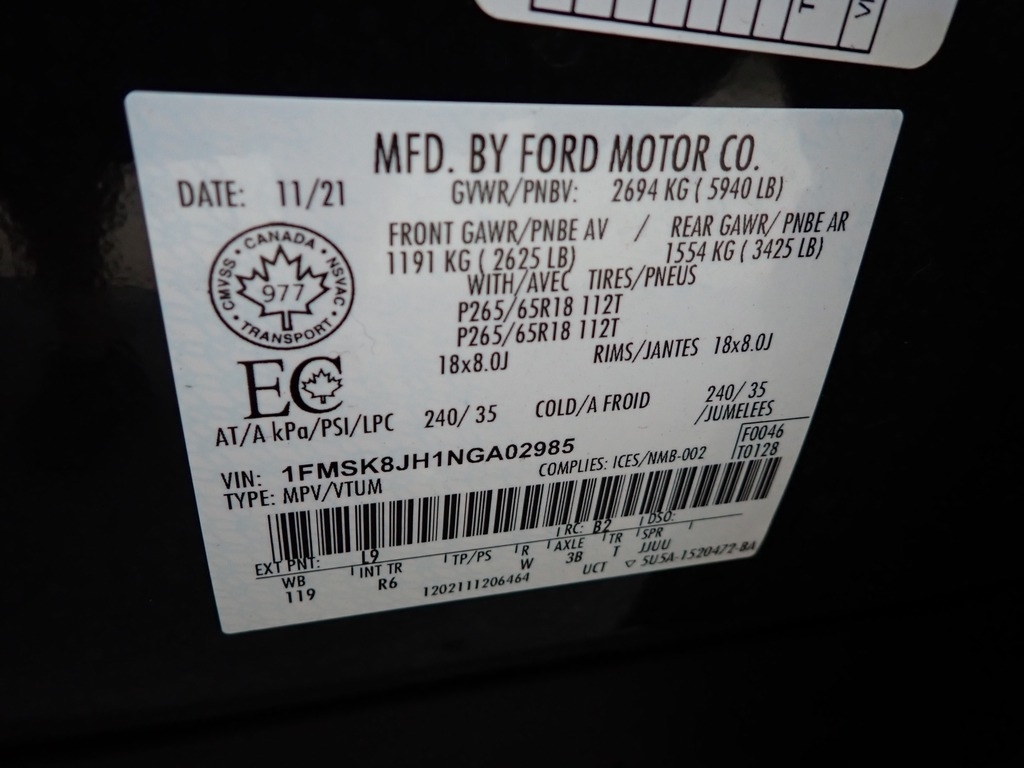 T
MFD. BY FORD MOTOR CO.
DATE: 11/21
GVWR/PNBV: 2694 KG ( 5940 LB)
FRONT GAWR/PNBE AV / REAR GAWR/ PNBE AR
1191 KG ( 2625 LB) 1554 KG ( 3425 LB)
WITH/AVEC TIRES/PNEUS
P265/65R18 112T
P265/65R18 112T
18x8.0J RIMS/JANTES 18x8.0J
CANADA
CMVSS 977 NSVAC
TRANSPORT
EC
AT/A kPa/PSI/LPC 240/ 35 COLD/A FROID 240/ 35
/JUMELEES
VIN: 1FMSK8JH1NGA02985
F0046
T0128
TYPE: MPV/VTUM COMPLIES: ICES/NMB-002
EXT PNT: L9 RC: B2 DSO:
WB INT TR TP/PS R AXLE TR SPR
119 R6 W 3B T JJUU
1202111206464 UCT ▽ 5U5A-1520472-BA